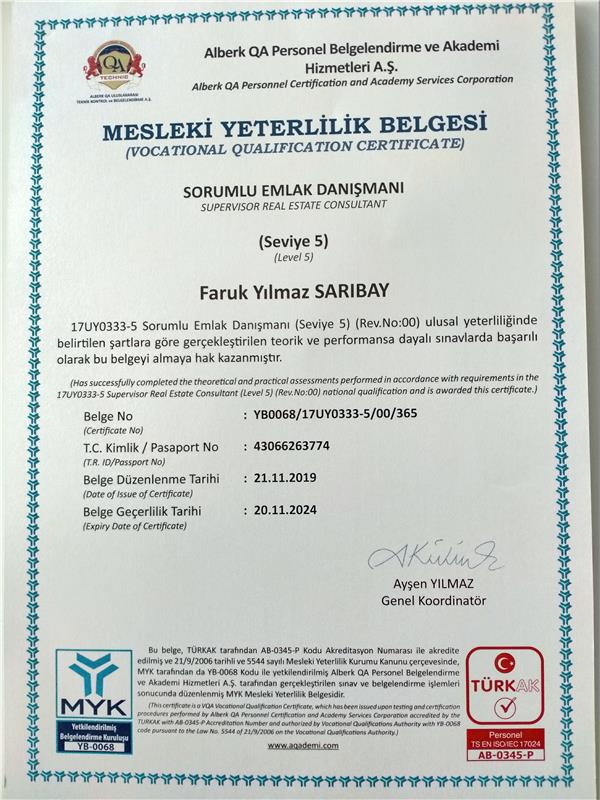 QA
TECHNIC
ALBERK QA ULUSLARARASI
TEKNİK KONTROL ve BELGELENDİRME A.Ş.
Alberk QA Personel Belgelendirme ve Akademi
Hizmetleri A.Ş.
Alberk QA Personnel Certification and Academy Services Corporation
MESLEKİ YETERLİLİK BELGESİ
(VOCATIONAL QUALIFICATION CERTIFICATE)
SORUMLU EMLAK DANIŞMANI
SUPERVISOR REAL ESTATE CONSULTANT
(Seviye 5)
(Level 5)
Faruk Yılmaz SARIBAY
17UY0333-5 Sorumlu Emlak Danışmanı (Seviye 5) (Rev.No:00) ulusal yeterliliğinde
belirtilen şartlara göre gerçekleştirilen teorik ve performansa dayalı sınavlarda başarılı
olarak bu belgeyi almaya hak kazanmıştır.
(Has successfully completed the theoretical and practical assessments performed in accordance with requirements in the
17UY0333-5 Supervisor Real Estate Consultant (Level 5) (Rev.No:00) national qualification and is awarded this certificate.)
Belge No : YB0068/17UY0333-5/00/365
(Certificate No)
T.C. Kimlik / Pasaport No : 43066263774
(T.R. ID/Passport No)
Belge Düzenlenme Tarihi : 21.11.2019
(Date of Issue of Certificate)
Belge Geçerlilik Tarihi : 20.11.2024
(Expiry Date of Certificate)
Ayşen YILMAZ
Genel Koordinatör
Bu belge, TÜRKAK tarafından AB-0345-P Kodu Akreditasyon Numarası ile akredite
edilmiş ve 21/9/2006 tarihli ve 5544 sayılı Mesleki Yeterlilik Kurumu Kanunu çerçevesinde,
MYK tarafından da YB-0068 Kodu ile yetkilendirilmiş Alberk QA Personel Belgelendirme
ve Akademi Hizmetleri A.Ş. tarafından gerçekleştirilen sınav ve belgelendirme işlemleri
sonucunda düzenlenmiş MYK Mesleki Yeterlilik Belgesidir.
(This certificate is a VQA Vocational Qualification Certificate, which has been issued upon testing and certification
procedures performed by Alberk QA Personnel Certification and Academy Services Corporation accredited by the
TURKAK with AB-0345-P Accreditation Number and authorized by Vocational Qualifications Authority with YB-0068
code pursuant to the Law No. 5544 of 21/9/2006 on the Vocational Qualifications Authority.)
www.aqademi.com
MYK
Yetkilendirilmiş
Belgelendirme Kuruluşu
YB-0068
TÜRKAK
Personel
TS EN ISO/IEC 17024
AB-0345-P